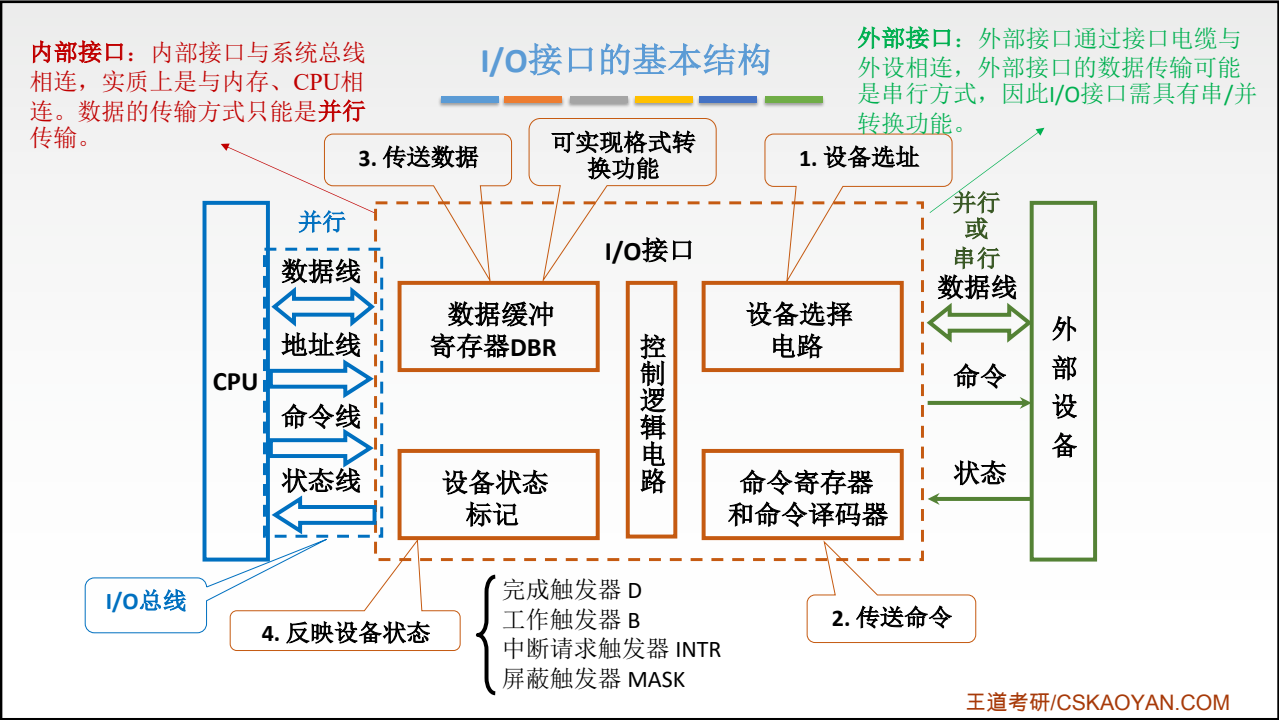 I/O接口的基本结构
内部接口：内部接口与系统总线
相连，实质上是与内存、CPU相
连。数据的传输方式只能是并行
传输。
外部接口：外部接口通过接口电缆与
外设相连，外部接口的数据传输可能
是串行方式，因此I/O接口需具有串/并
转换功能。
3. 传送数据
可实现格式转
换功能
1. 设备选址
并行
I/O接口
并行
或
串行
数据线
地址线
命令线
状态线
CPU
数据缓冲
寄存器DBR
控
制
逻
辑
电
路
设备选择
电路
设备状态
标记
命令寄存器
和命令译码器
数据线
命令
状态
外
部
设
备
I/O总线
4. 反映设备状态
完成触发器 D
工作触发器 B
中断请求触发器 INTR
屏蔽触发器 MASK
2. 传送命令
王道考研/CSKAOYAN.COM